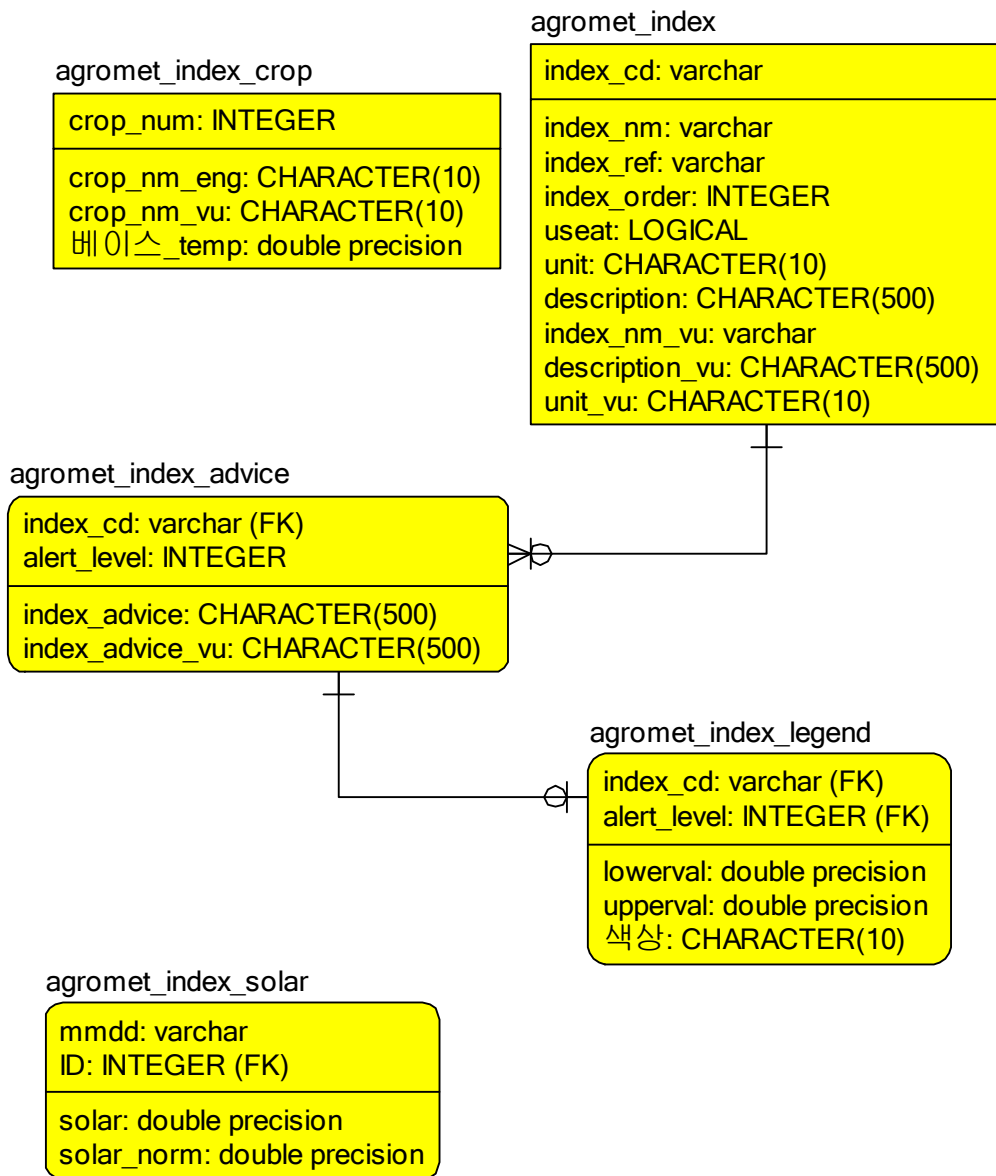 agromet_index
index_cd: varchar
index_nm: varchar
index_ref: varchar
index_order: INTEGER
useat: LOGICAL
unit: CHARACTER(10)
description: CHARACTER(500)
index_nm_vu: varchar
description_vu: CHARACTER(500)
unit_vu: CHARACTER(10)
agromet_index_crop
crop_num: INTEGER
crop_nm_eng: CHARACTER(10)
crop_nm_vu: CHARACTER(10)
베이스_temp: double precision
agromet_index_advice
index_cd: varchar (FK)
alert_level: INTEGER
index_advice: CHARACTER(500)
index_advice_vu: CHARACTER(500)
agromet_index_legend
index_cd: varchar (FK)
alert_level: INTEGER (FK)
lowerval: double precision
upperval: double precision
색상: CHARACTER(10)
agromet_index_solar
mmdd: varchar
ID: INTEGER (FK)
solar: double precision
solar_norm: double precision